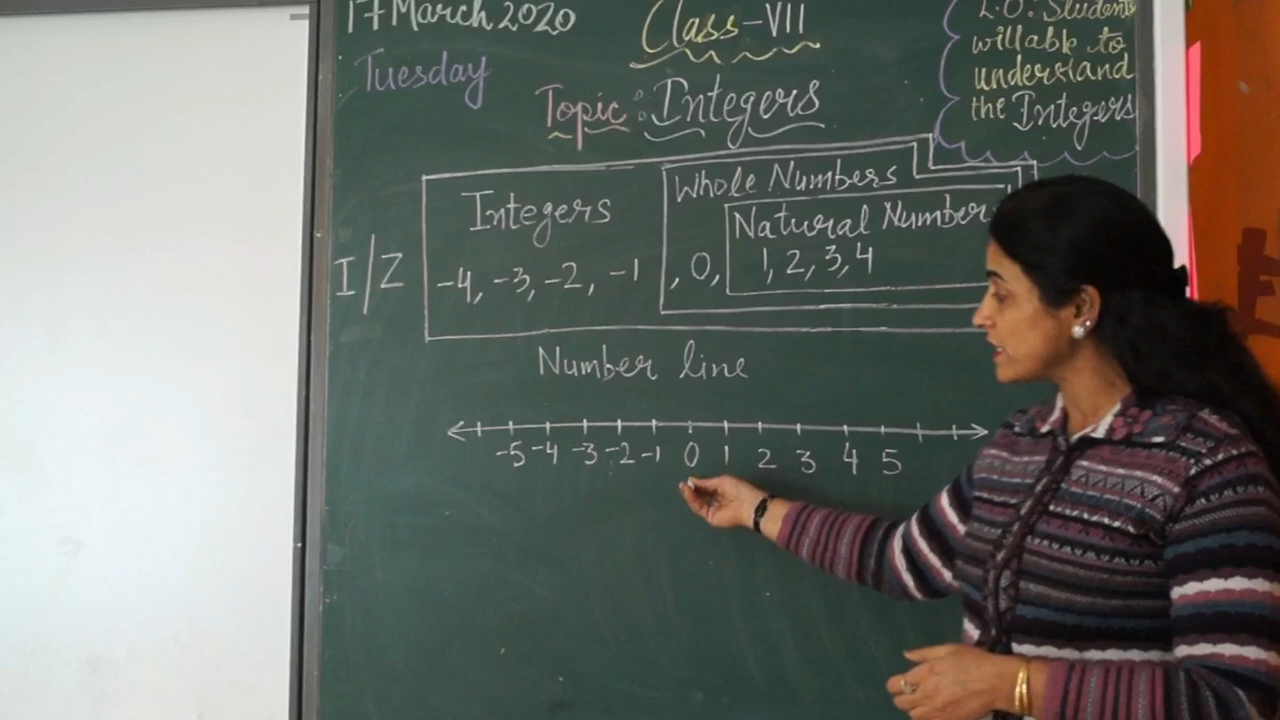 17 March 2020
Tuesday
Class-VII
Topic: Integers
L.O: Students
will able to
understand
the Integers
Integers
Whole Numbers
Natural Number
I/Z
-4, -3, -2, -1 , 0, 1, 2, 3, 4
Number line
-5 -4 -3 -2 -1 0 1 2 3 4 5